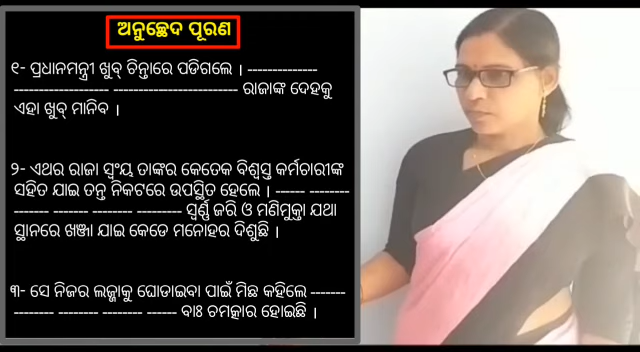 ଅନୁଚ୍ଛେଦ ପୂରଣ
୧- ପ୍ରଧାନମନ୍ତ୍ରୀ ଖୁବ୍ ଚିନ୍ତାରେ ପଡିଗଲେ । --------------
-------------------- ------------------------- ରାଜାଙ୍କ ଦେହକୁ
ଏହା ଖୁବ୍ ମାନିବ ।
୨- ଏଥର ରାଜା ସ୍ୱଂୟ ତାଙ୍କର କେତେକ ବିଶ୍ୱସ୍ତ କର୍ମଚାରୀଙ୍କ
ସହିତ ଯାଇ ତନ୍ତ ନିକଟରେ ଉପସ୍ଥିତ ହେଲେ । ------ --------
------- ------- -------- --------- ସ୍ୱର୍ଣ୍ଣ ଜରି ଓ ମଣିମୁକ୍ତା ଯଥା
ସ୍ଥାନରେ ଖଞ୍ଜା ଯାଇ କେଡେ ମନୋହର ଦିଶୁଛି ।
୩- ସେ ନିଜର ଲଜ୍ଜାକୁ ଘୋଡାଇବା ପାଇଁ ମିଛ କହିଲେ -------
--------- -------- -------- ------ ବାଃ ଚମତ୍କାର ହୋଇଛି ।